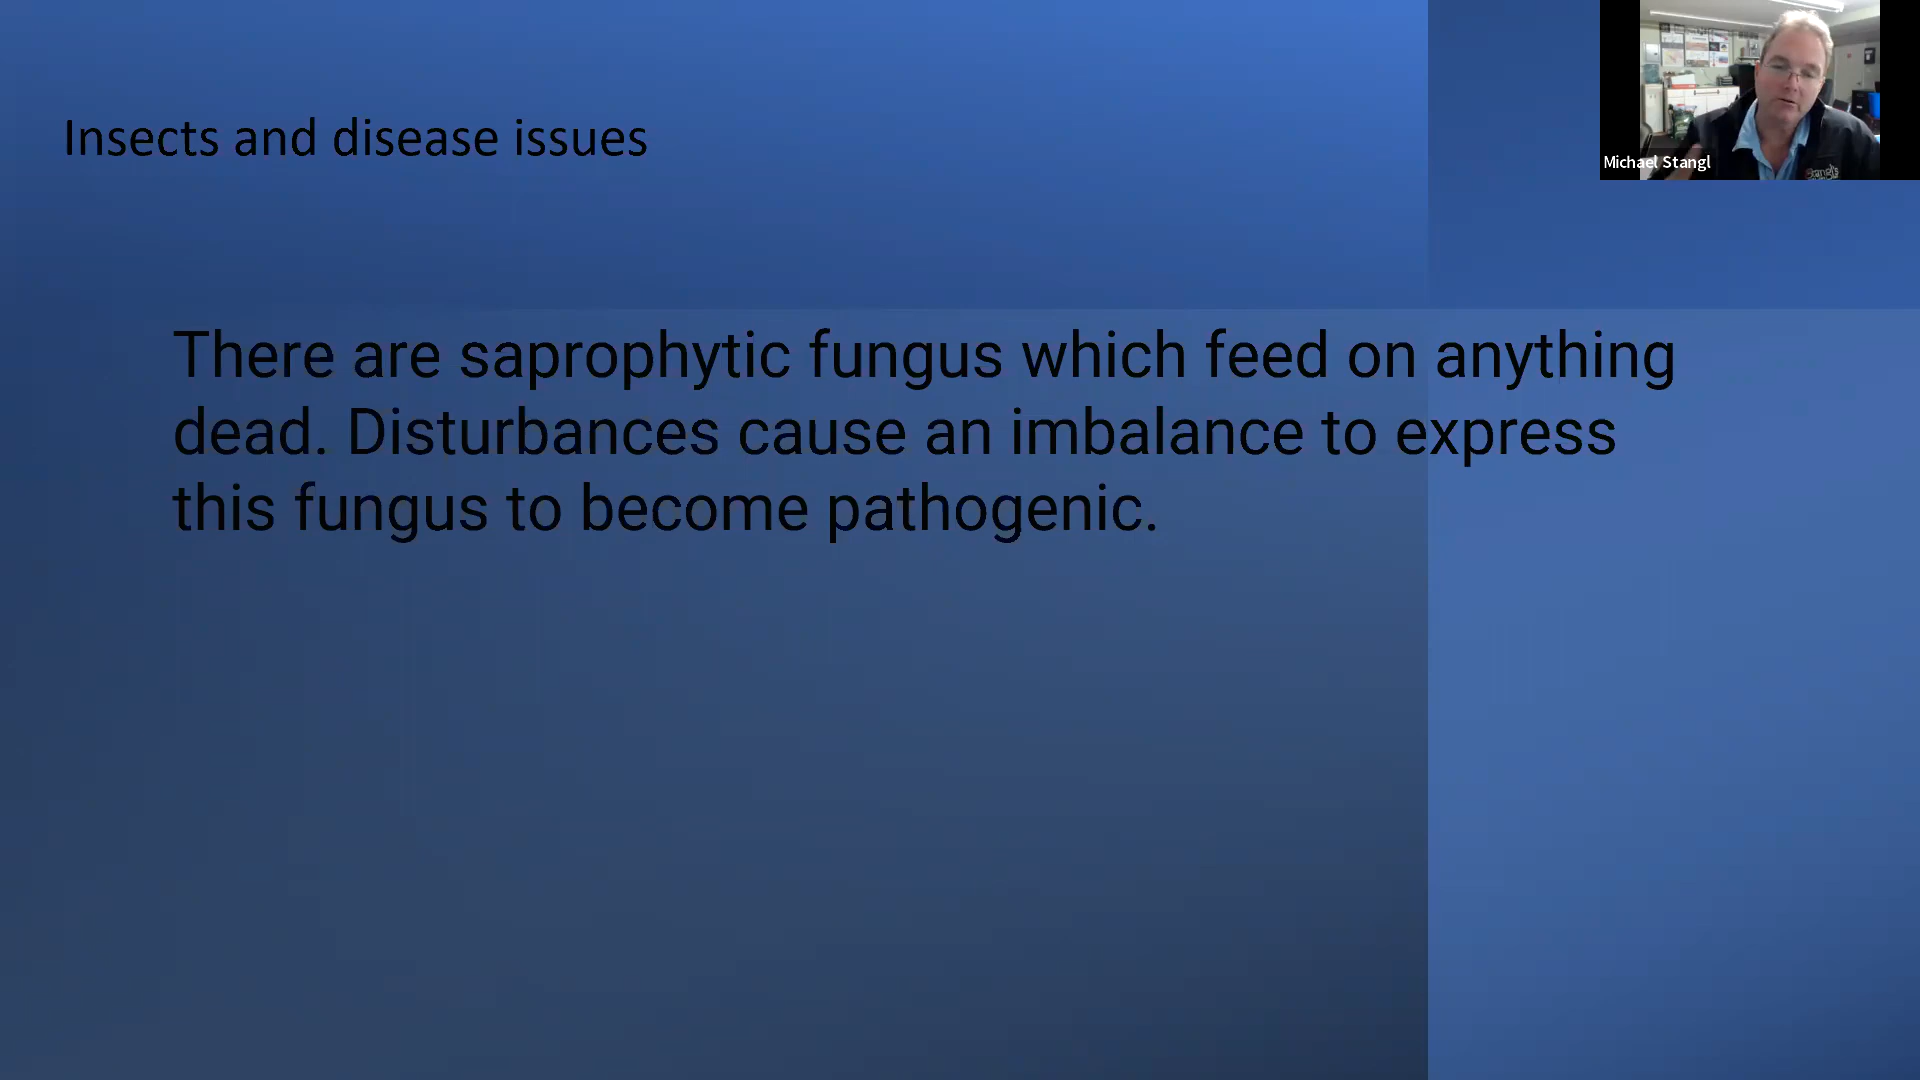 Insects and disease issues
There are saprophytic fungus which feed on anything
dead. Disturbances cause an imbalance to express
this fungus to become pathogenic.
Michael Stangl